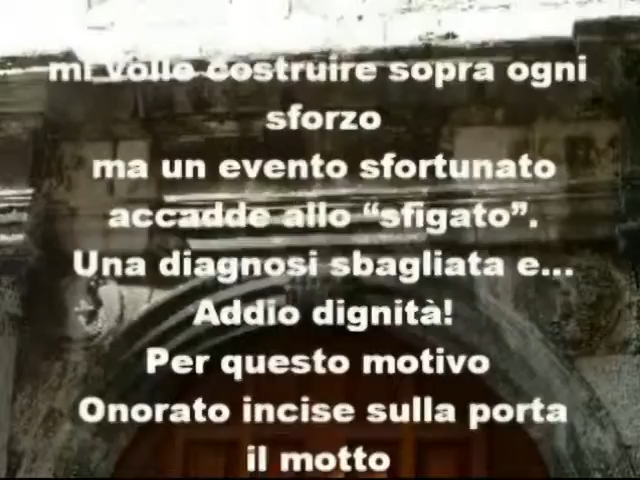 mi volle costruire sopra ogni
sforzo
ma un evento sfortunato
accadde allo “sfigato”.
Una diagnosi sbagliata e...
Addio dignità!
Per questo motivo
Onorato incise sulla porta
il motto